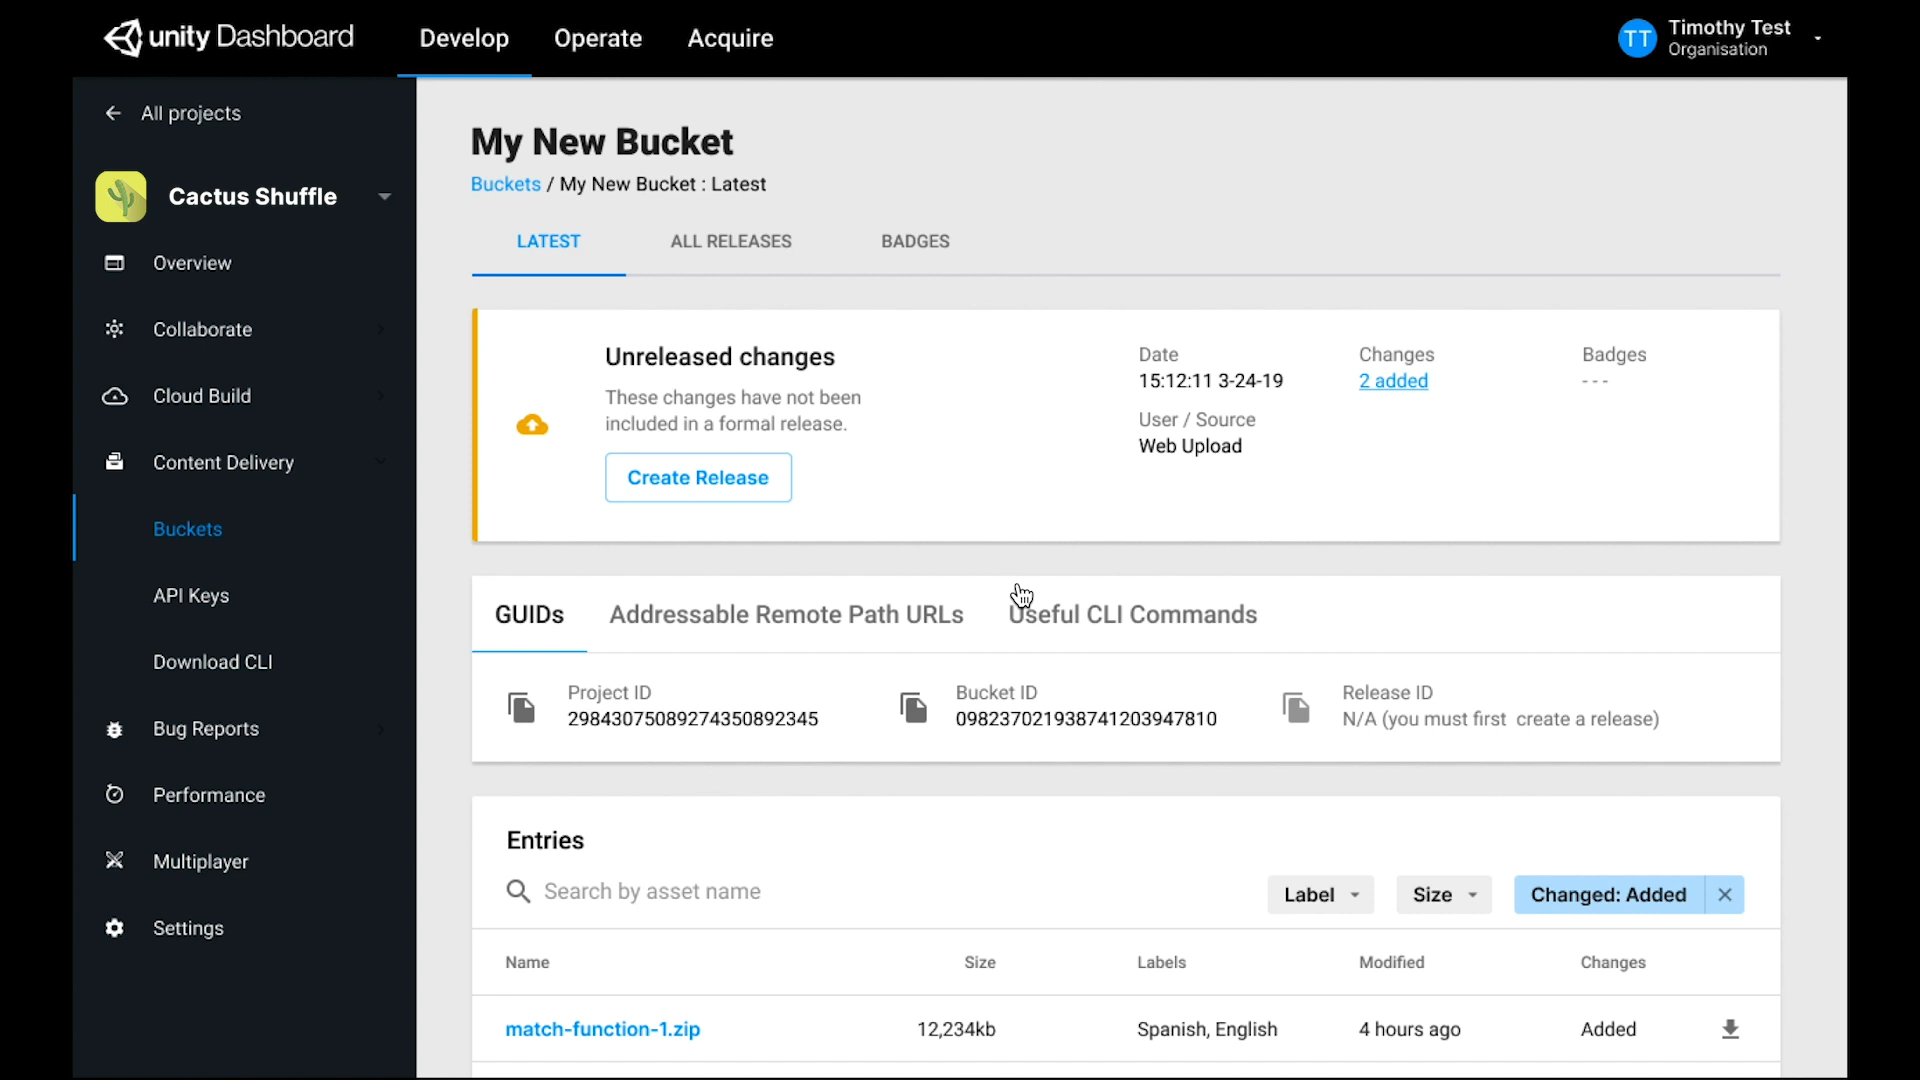 unity Dashboard
Develop
Operate
Acquire
TT
Timothy Test
Organisation
All projects
Cactus Shuffle
Overview
Collaborate
Cloud Build
Content Delivery
Buckets
API Keys
Download CLI
Bug Reports
Performance
Multiplayer
Settings
My New Bucket
Buckets / My New Bucket : Latest
LATEST
ALL RELEASES
BADGES
Unreleased changes
These changes have not been
included in a formal release.
Create Release
Date
15:12:11 3-24-19
User / Source
Web Upload
Changes
2 added
Badges
---
GUIDs
Addressable Remote Path URLs
Useful CLI Commands
Project ID
29843075089274350892345
Bucket ID
098237021938741203947810
Release ID
N/A (you must first create a release)
Entries
Search by asset name
Label
Size
Changed: Added
Name
Size
Labels
Modified
Changes
match-function-1.zip
12,234kb
Spanish, English
4 hours ago
Added